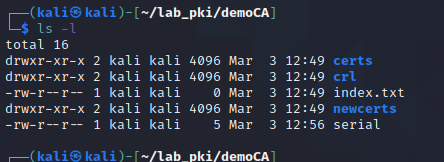 ┌──(kali㉿kali)-[~/lab_pki/demoCA]
└─$ ls -l
total 16
drwxr-xr-x 2 kali kali 4096 Mar  3 12:49 certs
drwxr-xr-x 2 kali kali 4096 Mar  3 12:49 crl
-rw-r--r-- 1 kali kali    0 Mar  3 12:49 index.txt
drwxr-xr-x 2 kali kali 4096 Mar  3 12:49 newcerts
-rw-r--r-- 1 kali kali    5 Mar  3 12:56 serial
┌──(kali㉿kali)-[~/lab_pki/demoCA]